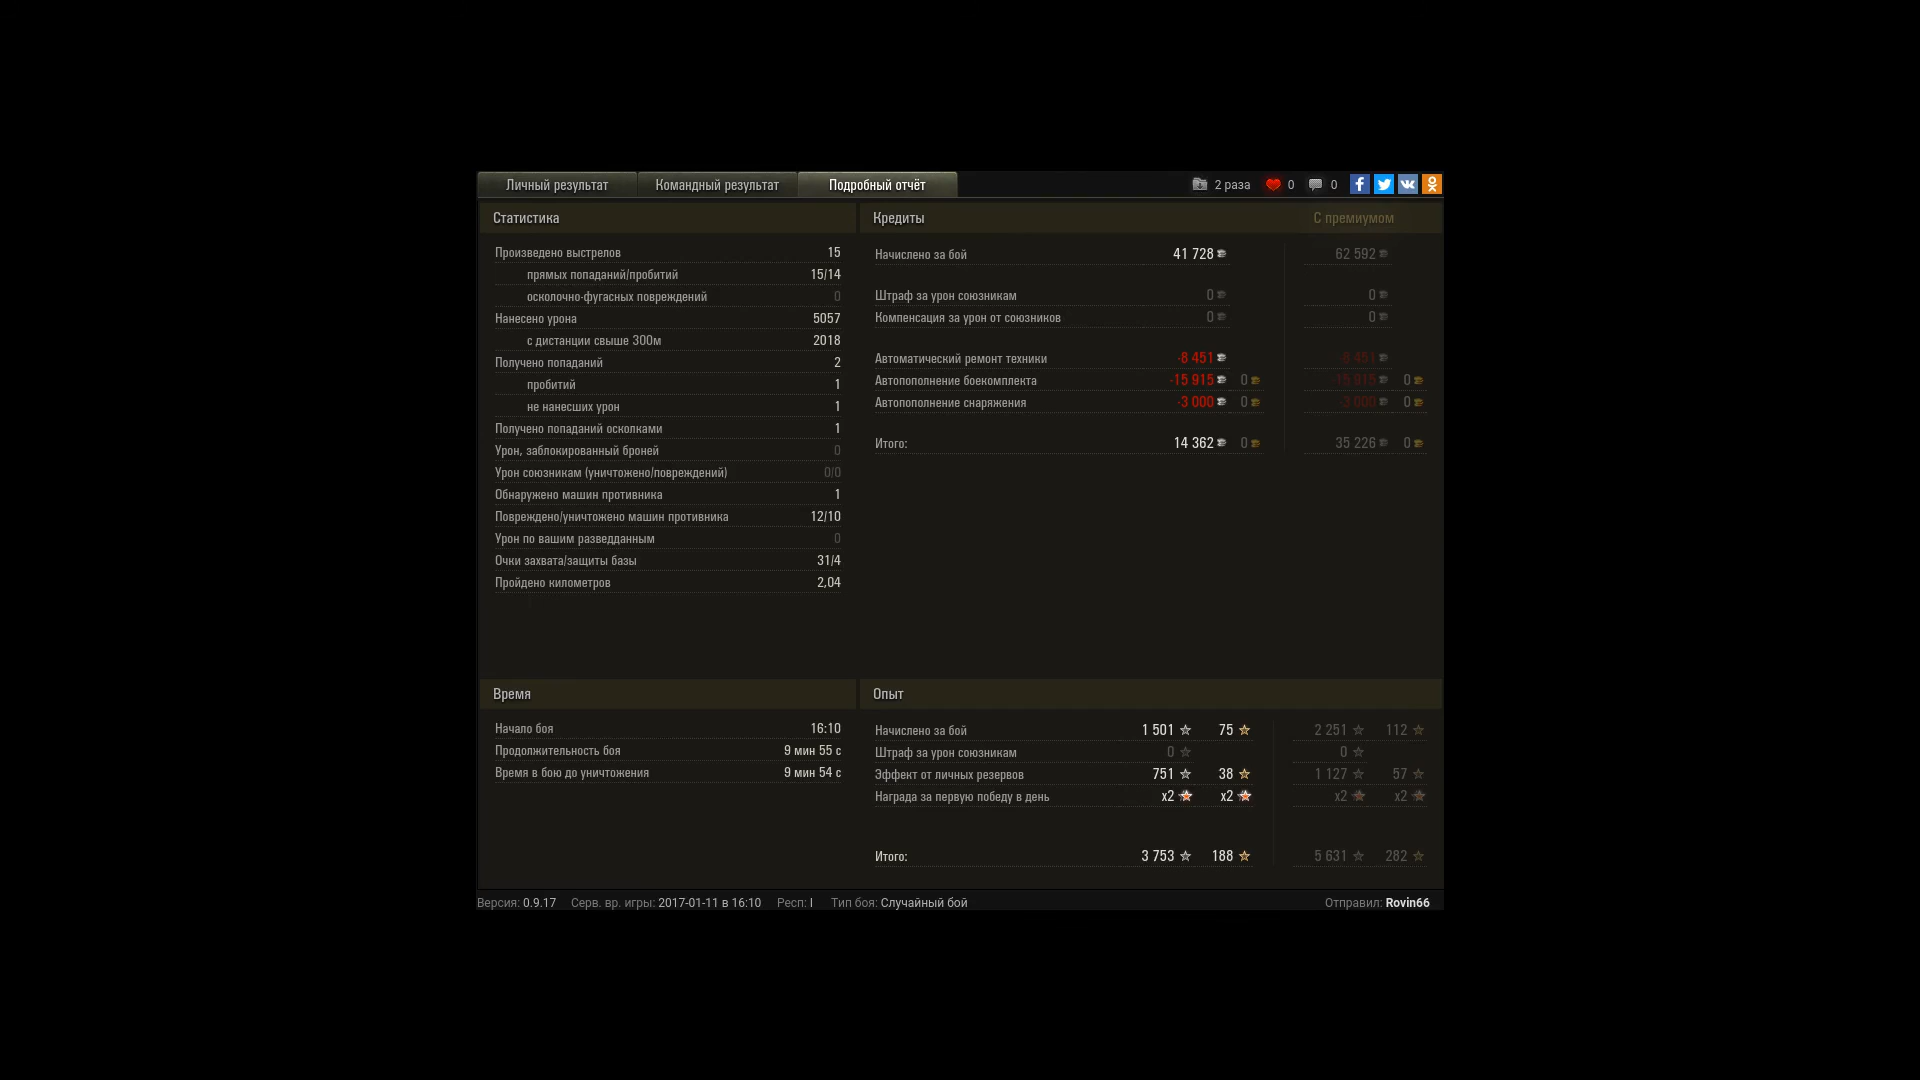 Личный результат Командный результат Подробный отчёт 2 раза 0 0
Статистика
Произведено выстрелов 15
прямых попаданий/пробитий 15/14
осколочно-фугасных повреждений 0
Нанесено урона 5057
с дистанции свыше 300м 2018
Получено попаданий 2
пробитий 1
не нанесших урон 1
Получено попаданий осколками 1
Урон, заблокированный броней 0
Урон союзникам (уничтожено/повреждений) 0/0
Обнаружено машин противника 1
Повреждено/уничтожено машин противника 12/10
Урон по вашим разведданным 0
Очки захвата/защиты базы 31/4
Пройдено километров 2,04
Кредиты С премиумом
Начислено за бой 41 728 62 592
Штраф за урон союзникам 0 0
Компенсация за урон от союзников 0 0
Автоматический ремонт техники -8 451 -8 451
Автопополнение боекомплекта -15 915 0 -15 915 0
Автопополнение снаряжения -3 000 0 -3 000 0
Итого: 14 362 0 35 226 0
Время
Начало боя 16:10
Продолжительность боя 9 мин 55 с
Время в бою до уничтожения 9 мин 54 с
Опыт
Начислено за бой 1 501 75 2 251 112
Штраф за урон союзникам 0 0
Эффект от личных резервов 751 38 1 127 57
Награда за первую победу в день x2 x2 x2 x2
Итого: 3 753 188 5 631 282
Версия: 0.9.17 Серв. вр. игры: 2017-01-11 в 16:10 Респ: I Тип боя: Случайный бой Отправил: Rovin66